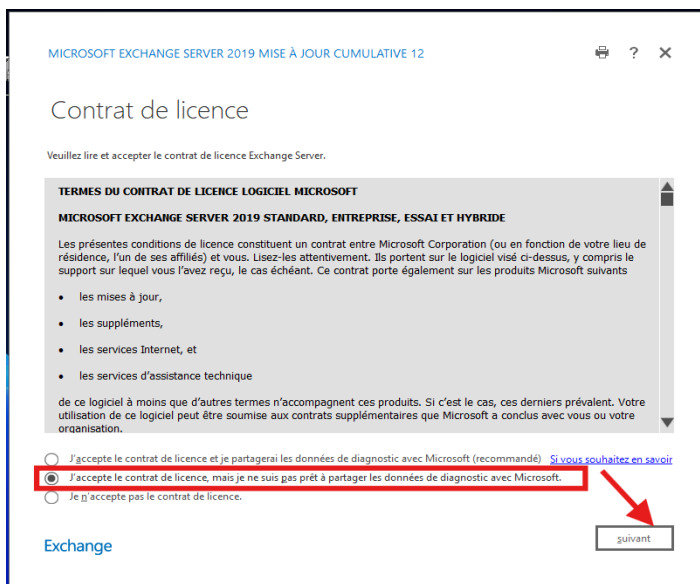 MICROSOFT EXCHANGE SERVER 2019 MISE À JOUR CUMULATIVE 12
?
Contrat de licence
Veuillez lire et accepter le contrat de licence Exchange Server.
TERMES DU CONTRAT DE LICENCE LOGICIEL MICROSOFT
MICROSOFT EXCHANGE SERVER 2019 STANDARD, ENTREPRISE, ESSAI ET HYBRIDE
Les présentes conditions de licence constituent un contrat entre Microsoft Corporation (ou en fonction de votre lieu de
résidence, l’un de ses affiliés) et vous. Lisez-les attentivement. Ils portent sur le logiciel visé ci-dessus, y compris le
support sur lequel vous l’avez reçu, le cas échéant. Ce contrat porte également sur les produits Microsoft suivants
• les mises à jour,
• les suppléments,
• les services Internet, et
• les services d’assistance technique
de ce logiciel à moins que d’autres termes n’accompagnent ces produits. Si c’est le cas, ces derniers prévalent. Votre
utilisation de ce logiciel peut être soumise aux contrats supplémentaires que Microsoft a conclus avec vous ou votre
organisation.
J'accepte le contrat de licence et je partagerai les données de diagnostic avec Microsoft (recommandé) Si vous souhaitez en savoir
J'accepte le contrat de licence, mais je ne suis pas prêt à partager les données de diagnostic avec Microsoft.
Je n'accepte pas le contrat de licence.
Exchange
suivant